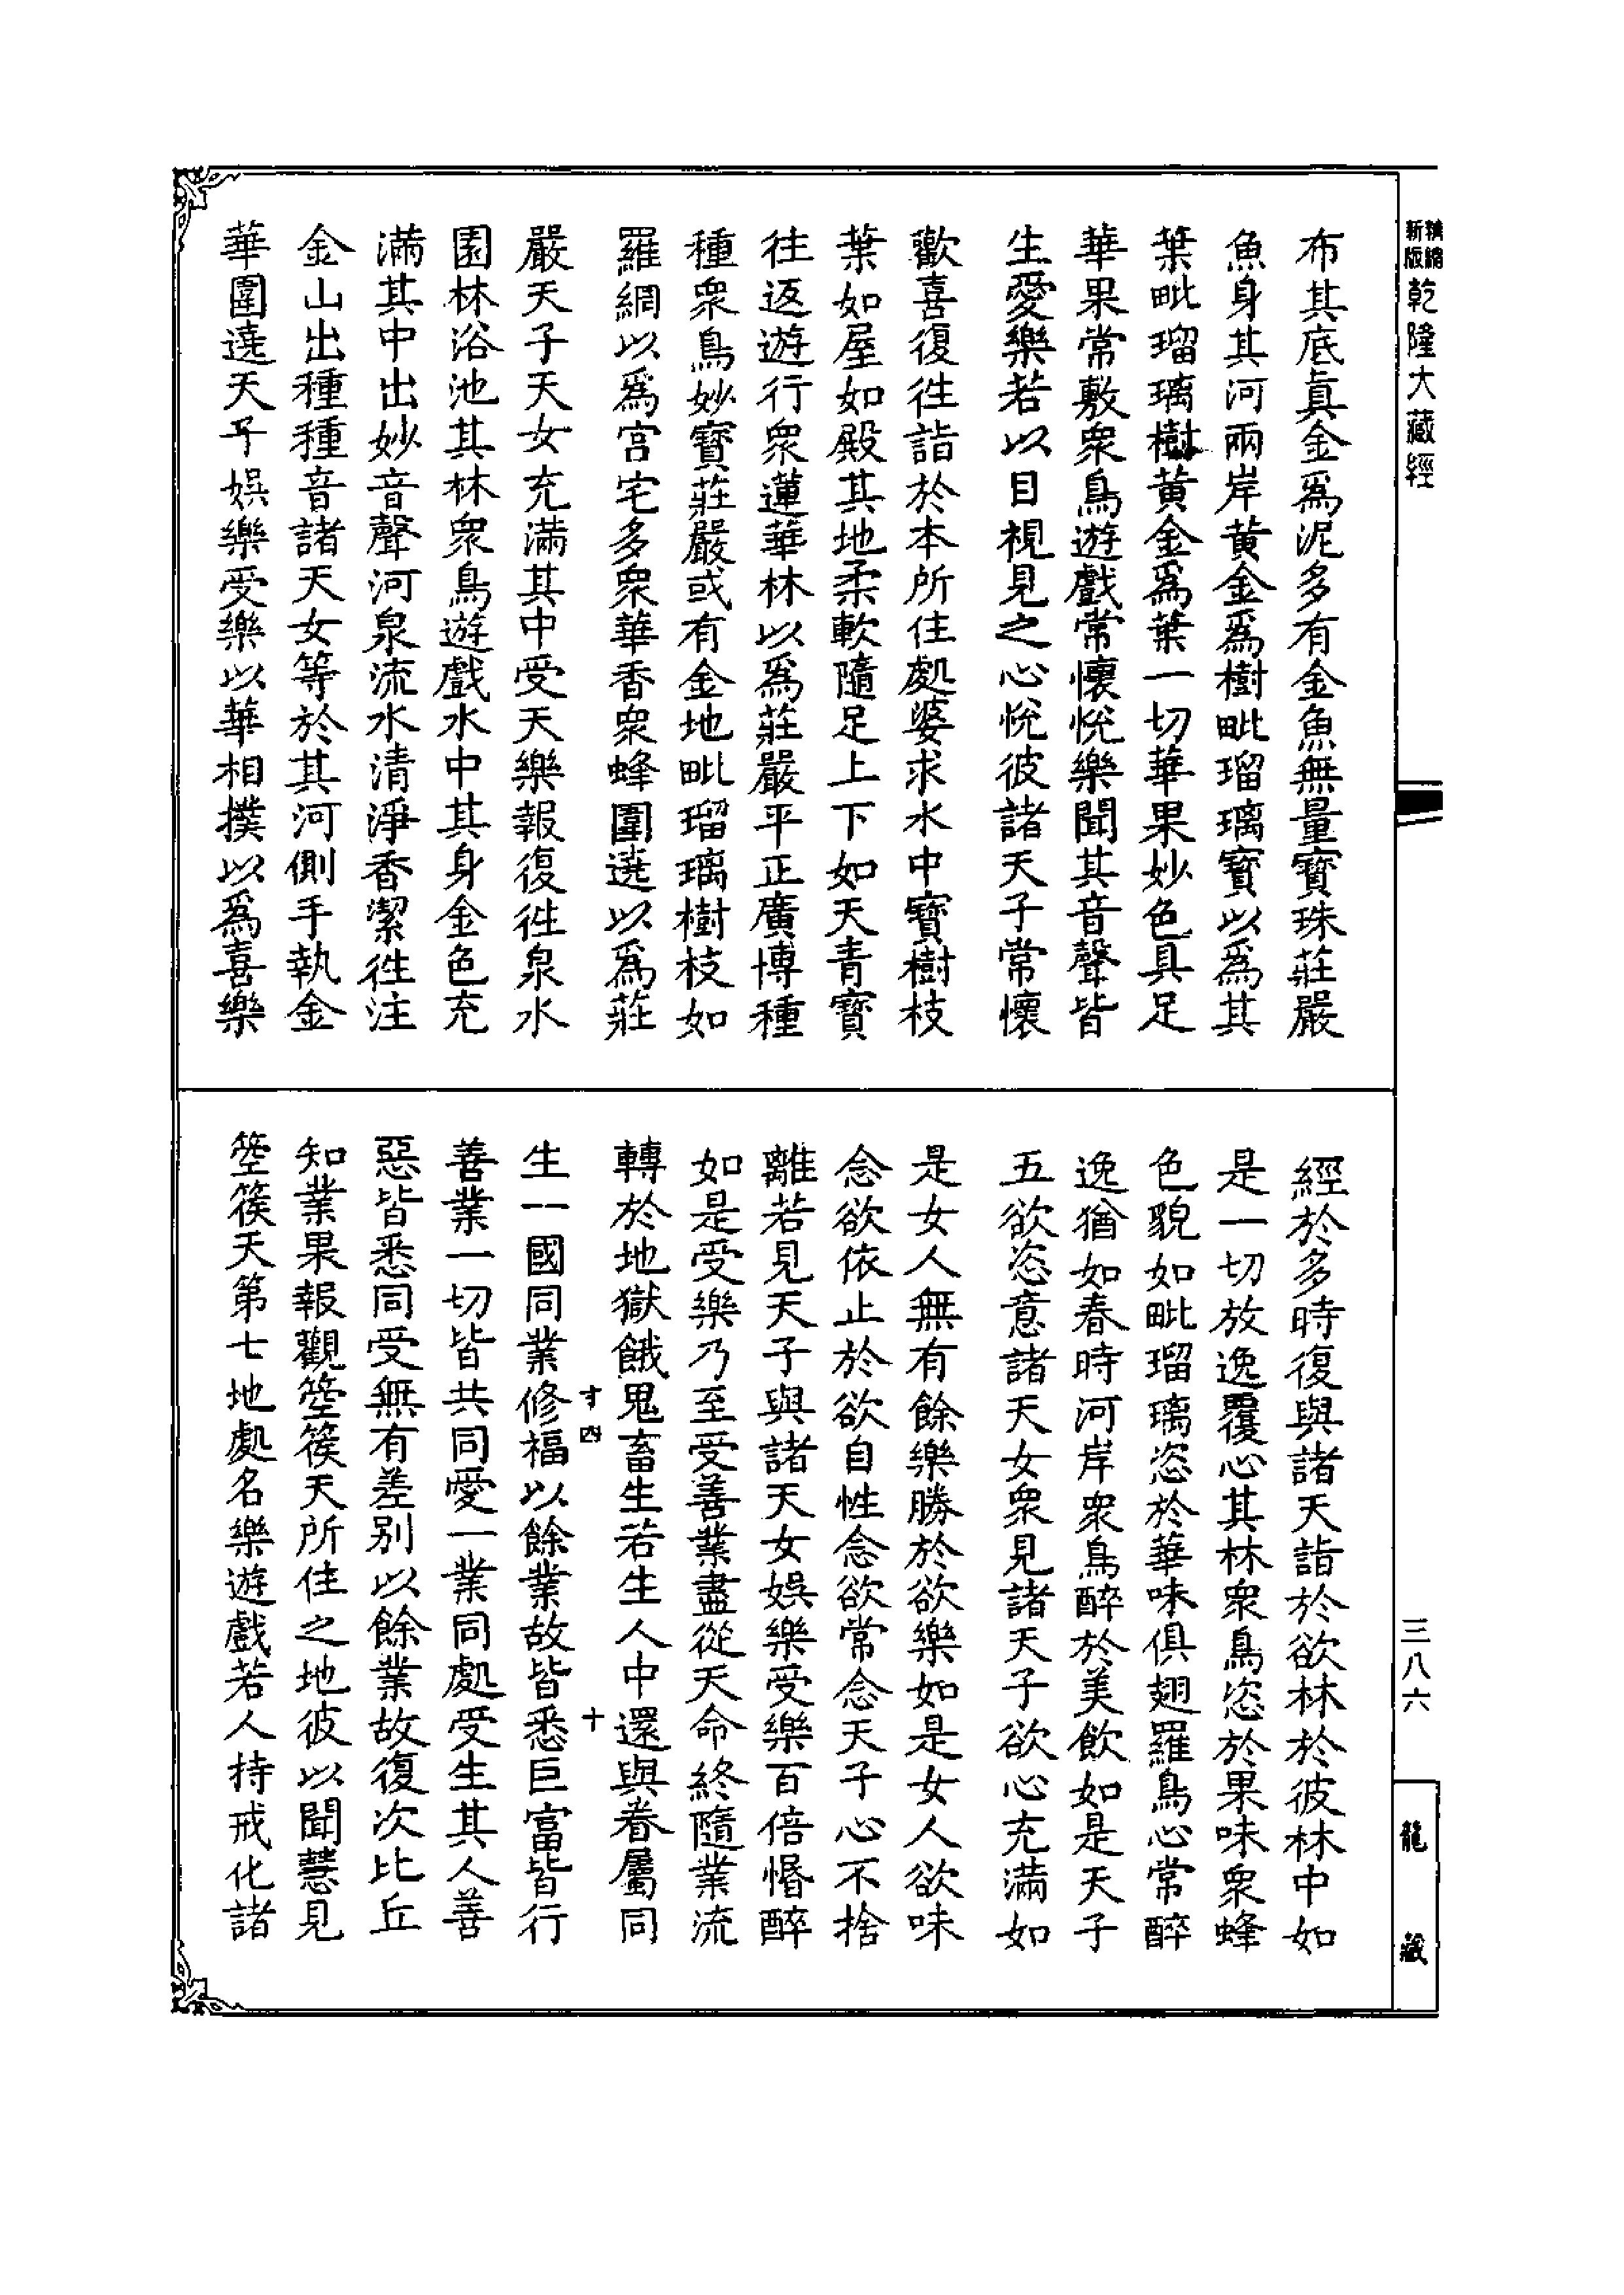 精縮
新版
乾隆大藏經
布其底真金爲泥多有金魚無量寶珠莊嚴
魚身其河兩岸黃金爲樹毗瑠璃寶以爲其
葉毗瑠璃樹黃金爲葉一切華果妙色具足
華果常敷衆鳥遊戲常懷悅樂聞其音聲皆
生愛樂若以目視見之心悅彼諸天子常懷
歡喜復往詣於本所住處婆求水中寶樹枝
葉如屋如殿其地柔軟隨足上下如天青寶
往返遊行衆蓮華林以爲莊嚴平正廣博種
種衆鳥妙寶莊嚴或有金地毗瑠璃樹枝如
羅網以爲宮宅多衆華香衆蜂圍遶以爲莊
嚴天子天女充滿其中受天樂報復往泉水
園林浴池其林衆鳥遊戲水中其身金色充
滿其中出妙音聲河泉流水清淨香潔往注
金山出種種音諸天女等於其河側手執金
華圍遶天子娛樂受樂以華相撲以爲喜樂
經於多時復與諸天詣於欲林於彼林中如
是一切放逸覆心其林衆鳥恣於果味衆蜂
色貌如毗瑠璃恣於華味俱翅羅鳥心常醉
逸猶如春時河岸衆鳥醉於美飲如是天子
五欲恣意諸天女衆見諸天子欲心充滿如
是女人無有餘樂勝於欲樂如是女人欲味
念欲依止於欲自性念欲常念天子心不捨
離若見天子與諸天女娛樂受樂百倍惛醉
如是受樂乃至受善業盡從天命終隨業流
轉於地獄餓鬼畜生若生人中還與眷屬同
生一國同業修福以餘業故皆悉巨富皆行
善業一切皆共同愛一業同處受生其人善
惡皆悉同受無有差别以餘業故復次比丘
知業果報觀箜篌天所住之地彼以聞慧見
箜篌天第七地處名樂遊戲若人持戒化諸
四
十
三八六
龍藏